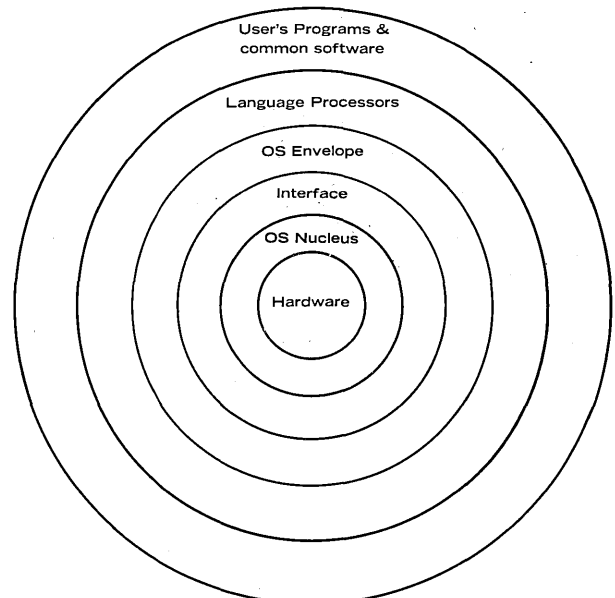 User's Programs &
common software
Language Processors
OS Envelope
Interface
OS Nucleus
Hardware